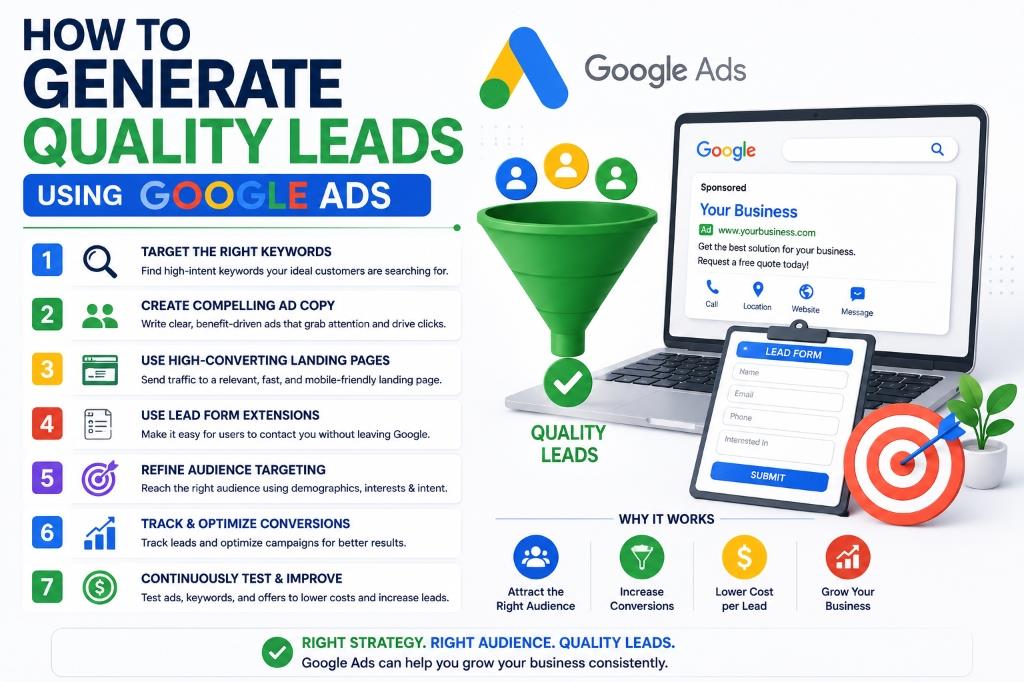 HOW TO
GENERATE
QUALITY LEADS
USING GOOGLE ADS
1
TARGET THE RIGHT KEYWORDS
Find high-intent keywords your ideal customers are searching for.
2
CREATE COMPELLING AD COPY
Write clear, benefit-driven ads that grab attention and drive clicks.
3
USE HIGH-CONVERTING LANDING PAGES
Send traffic to a relevant, fast, and mobile-friendly landing page.
4
USE LEAD FORM EXTENSIONS
Make it easy for users to contact you without leaving Google.
5
REFINE AUDIENCE TARGETING
Reach the right audience using demographics, interests & intent.
6
TRACK & OPTIMIZE CONVERSIONS
Track leads and optimize campaigns for better results.
7
CONTINUOUSLY TEST & IMPROVE
Test ads, keywords, and offers to lower costs and increase leads.
Google Ads
QUALITY
LEADS
Google
Sponsored
Your Business
Ad www.yourbusiness.com
Get the best solution for your business.
Request a free quote today!
Call
Location
Website
Message
LEAD FORM
Name
Email
Phone
Interested In
SUBMIT
WHY IT WORKS
Attract the
Right Audience
Increase
Conversions
$
Lower Cost
per Lead
Grow Your
Business
RIGHT STRATEGY. RIGHT AUDIENCE. QUALITY LEADS.
Google Ads can help you grow your business consistently.